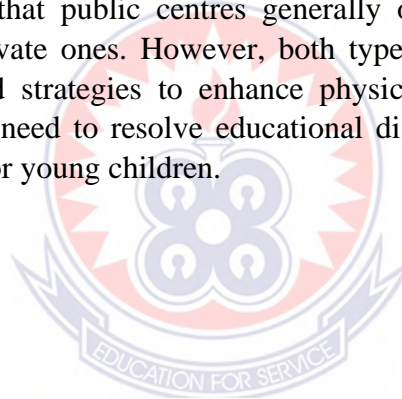 that public centres generally
vate ones. However, both type
strategies to enhance physic
need to resolve educational di
or young children.
EDUCATION FOR SERVICE